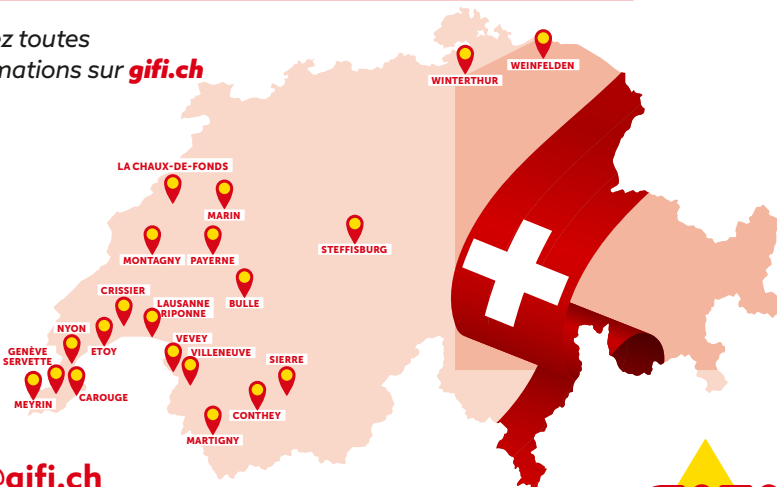 ez toutes
mations sur gifi.ch
WINTERTHUR
WEINFELDEN
LA CHAUX-DE-FONDS
MARIN
MONTAGNY
PAYERNE
STEFFISBURG
BULLE
CRISSIER
LAUSANNE
RIPONNE
NYON
ETOY
VEVEY
VILLENEUVE
GENÈVE
SERVETTE
SIERRE
MEYRIN
CAROUGE
CONTHEY
MARTIGNY
@gifi.ch